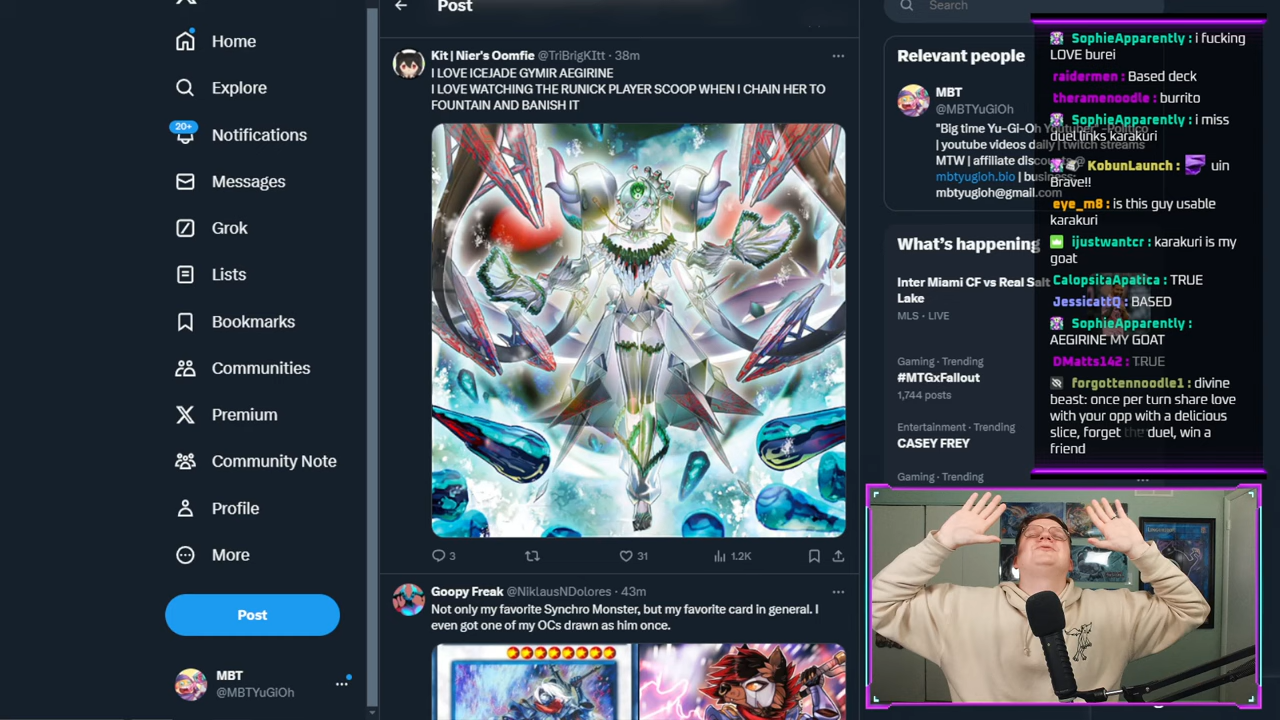 Home
Explore
20+
Notifications
Messages
Grok
Lists
Bookmarks
Communities
Premium
Community Note
Profile
More
Post
MBT
@MBTYuGiOh
Post
Kit | Nier's Oomfie @TriBrigKItt · 38m
I LOVE ICEJADE GYMIR AEGIRINE
I LOVE WATCHING THE RUNICK PLAYER SCOOP WHEN I CHAIN HER TO
FOUNTAIN AND BANISH IT
3
31
1.2K
Goopy Freak @NiklausNDolores · 43m
Not only my favorite Synchro Monster, but my favorite card in general. I
even got one of my OCs drawn as him once.
Search
Relevant people
MBT
@MBTYuGiOh
"Big time Yu-Gi-Oh Youtuber" -Politico
| youtube videos daily | twitch streams
MTW | affiliate discounts @
mbtyugioh.bio | business:
mbtyugioh@gmail.com
What's happening
Inter Miami CF vs Real Salt
Lake
MLS · LIVE
Gaming · Trending
#MTGxFallout
1,744 posts
Entertainment · Trending
CASEY FREY
Gaming · Trending
SophieApparently : i fucking
LOVE burei
raidermen : Based deck
theramenoodle : burrito
SophieApparently : i miss
duel links karakuri
KobunLaunch : uin
Brave!!
eye_m8 : is this guy usable
karakuri
ijustwantcr : karakuri is my
goat
CalopsitaApatica : TRUE
JessicattQ : BASED
SophieApparently :
AEGIRINE MY GOAT
DMatts142 : TRUE
forgottennoodle1 : divine
beast: once per turn share love
with your opp with a delicious
slice, forget the duel, win a
friend